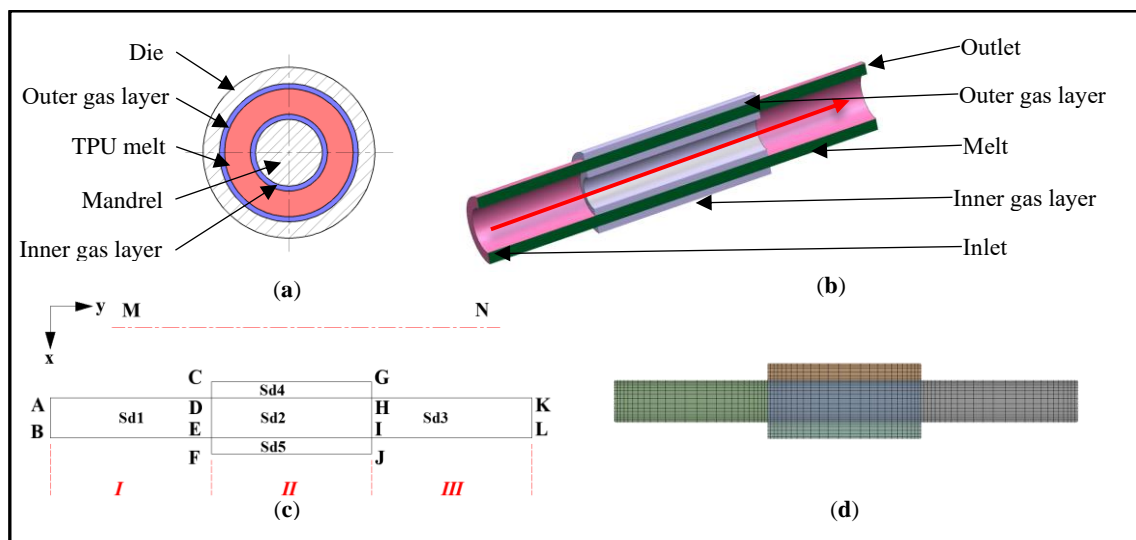 Die
Outer gas layer
TPU melt
Mandrel
Inner gas layer
(a)
Outlet
Outer gas layer
Melt
Inner gas layer
Inlet
(b)
y
x
M
N
C
G
Sd4
A
D
H
K
Sd1
Sd2
Sd3
B
E
I
L
Sd5
F
J
I
II
III
(c)
(d)